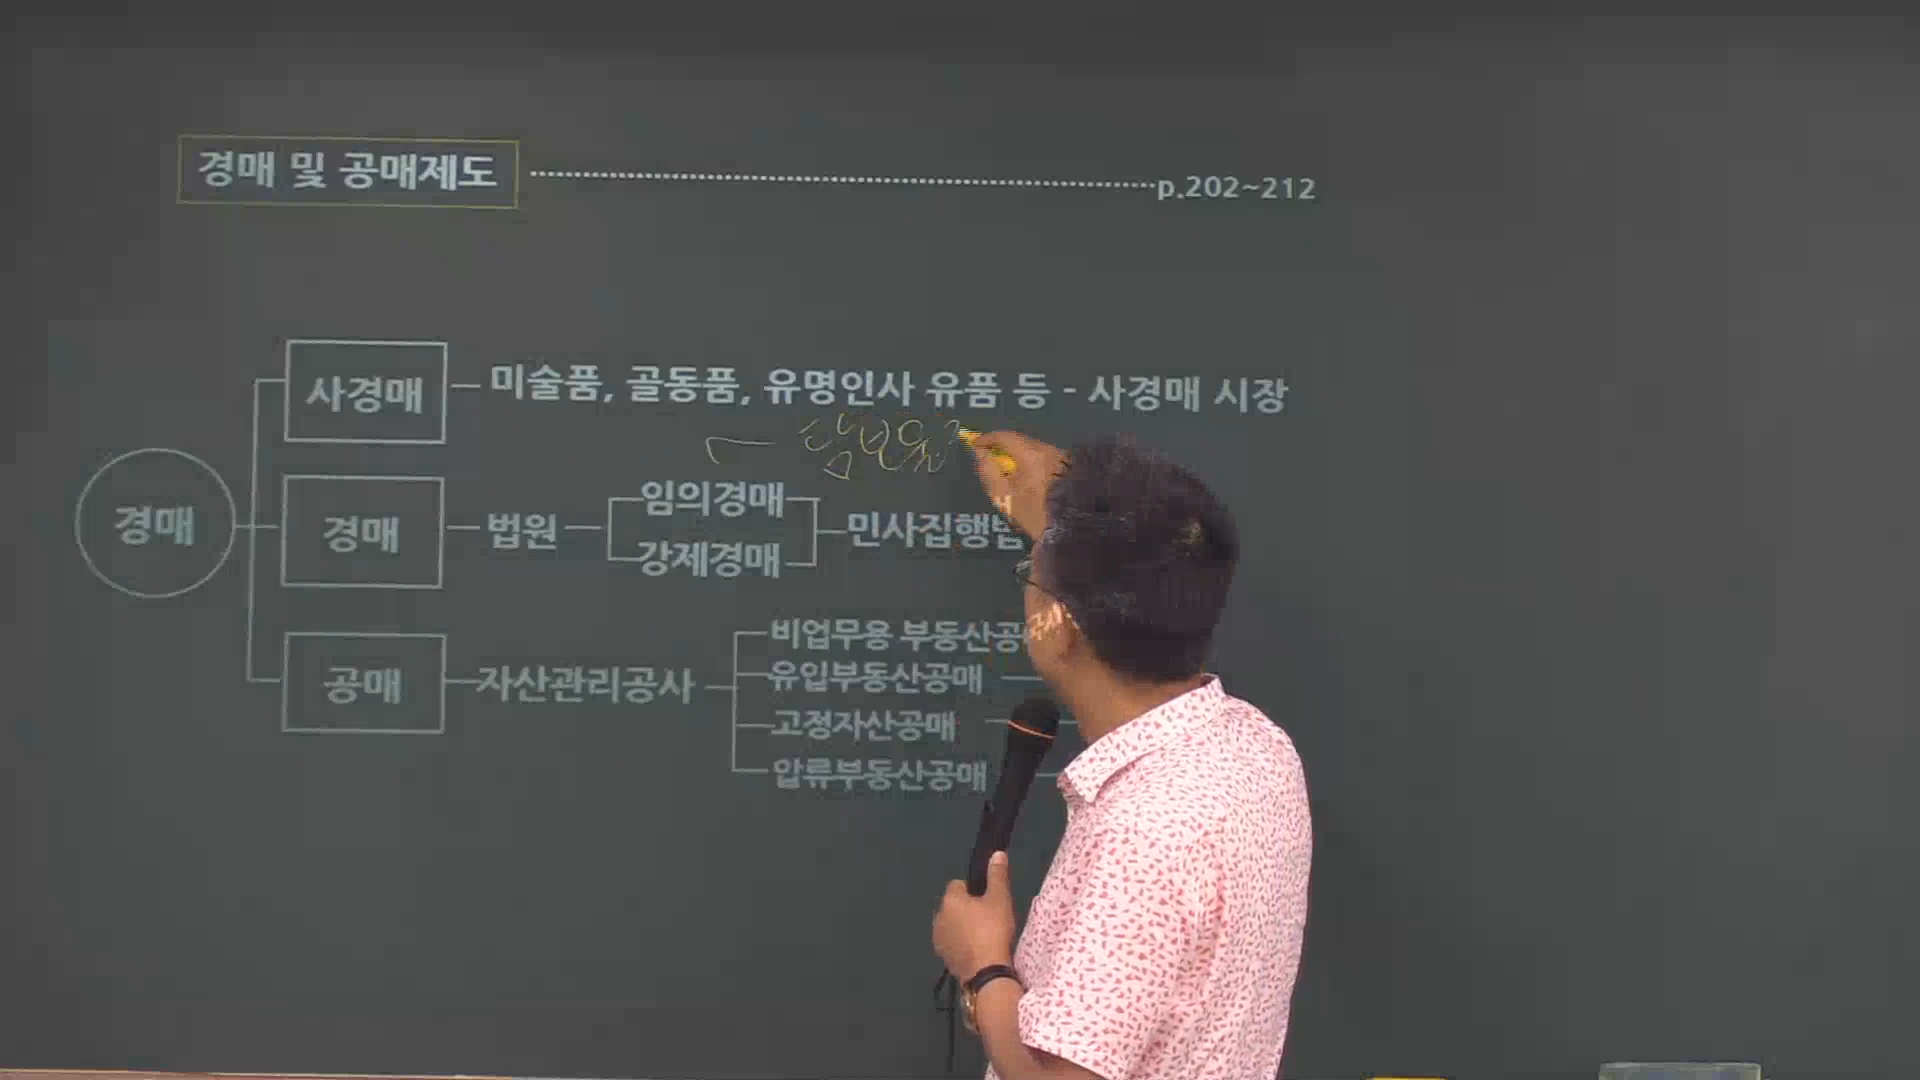 경매 및 공매제도 p.202~212
사경매 미술품, 골동품, 유명인사 유품 등 - 사경매 시장
담보물
경매 경매 법원 임의경매 강제경매 민사집행법
공매 자산관리공사
비업무용 부동산공
유입부동산공매
고정자산공매
압류부동산공매